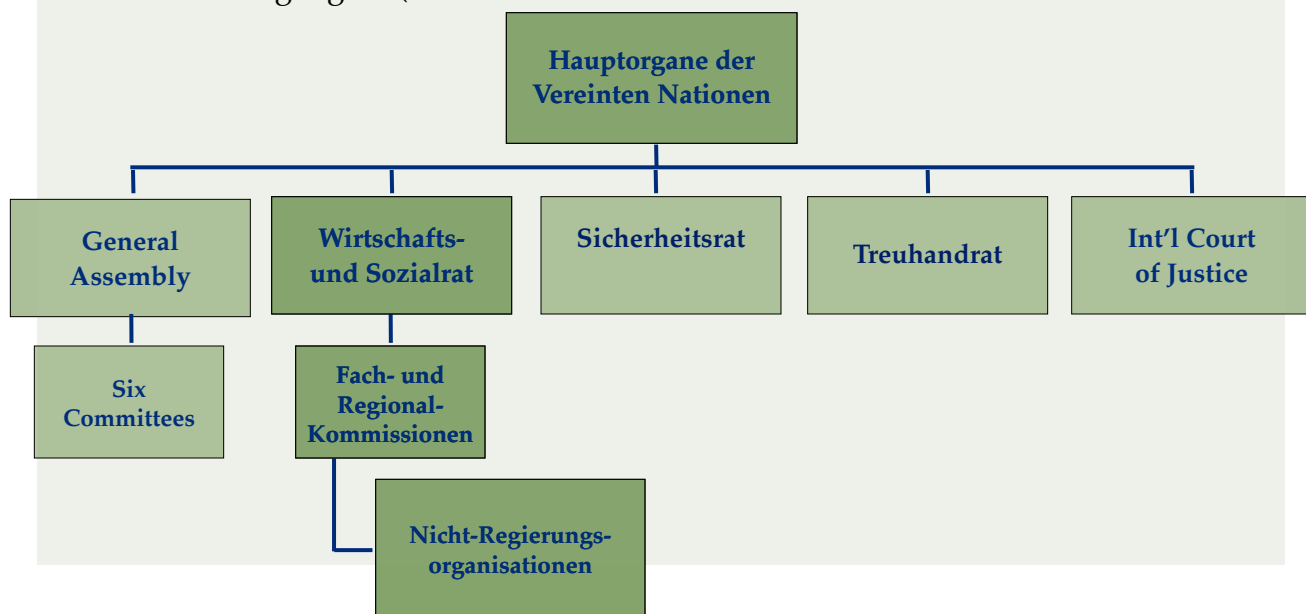 Hauptorgane der
Vereinten Nationen
General
Assembly
Wirtschafts-
und Sozialrat
Sicherheitsrat
Treuhandrat
Int'l Court
of Justice
Six
Committees
Fach- und
Regional-
Kommissionen
Nicht-Regierungs-
organisationen